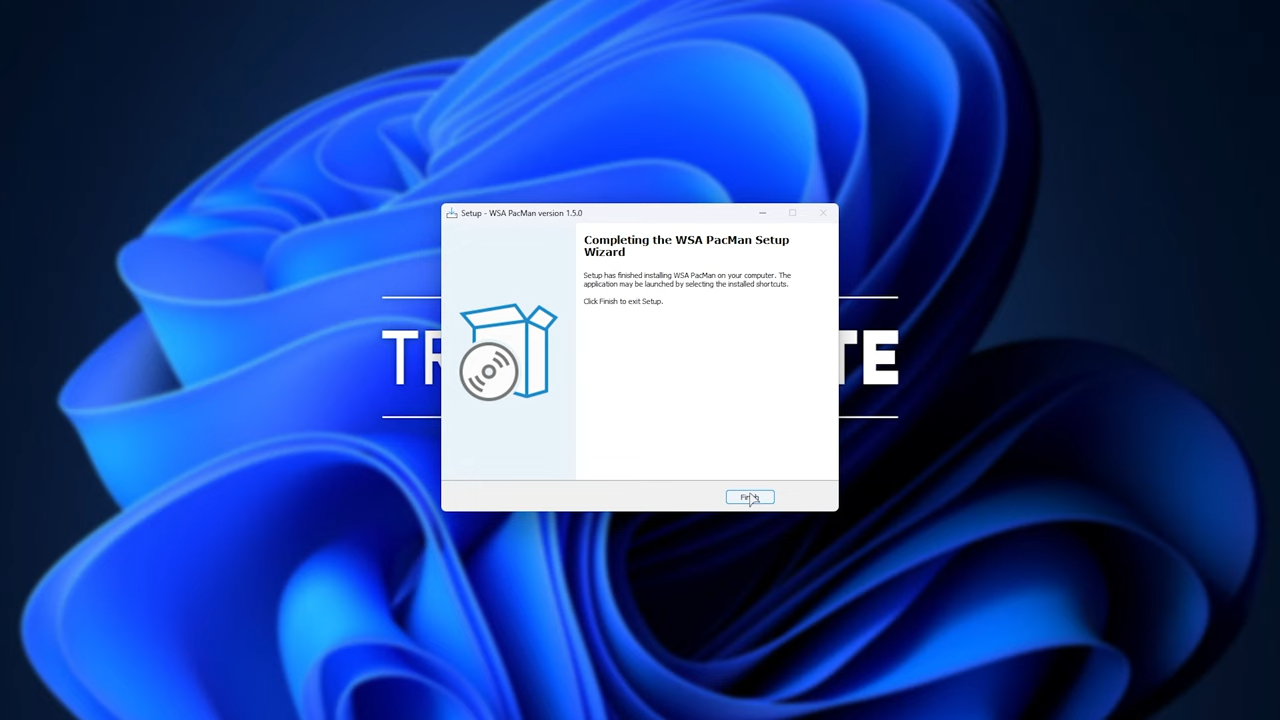 Setup - WSA PacMan version 1.5.0
Completing the WSA PacMan Setup
Wizard
Setup has finished installing WSA PacMan on your computer. The
application may be launched by selecting the installed shortcuts.
Click Finish to exit Setup.
Finish